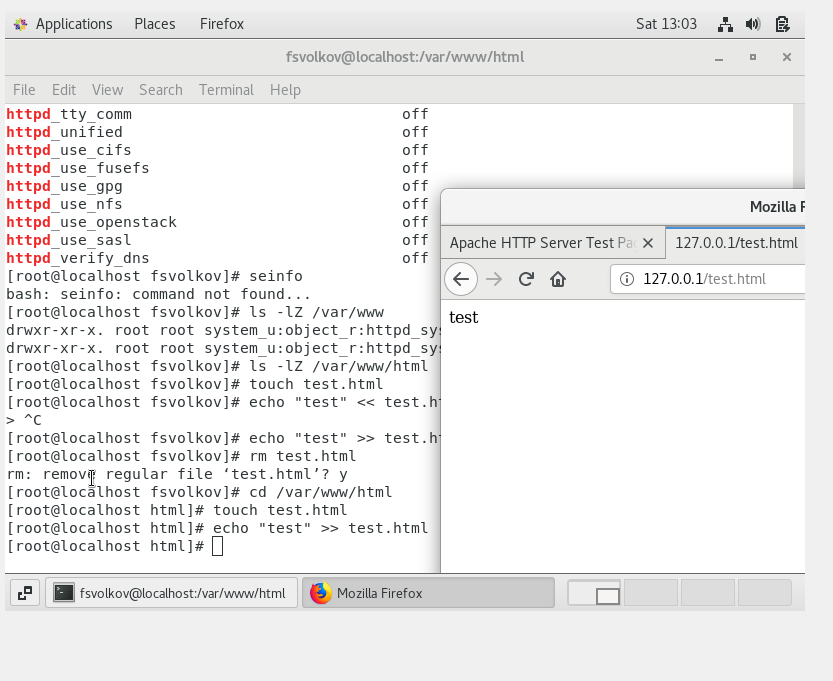 Applications Places Firefox Sat 13:03
fsvolkov@localhost:/var/www/html
File Edit View Search Terminal Help
httpd_tty_comm off
httpd_unified off
httpd_use_cifs off
httpd_use_fusefs off
httpd_use_gpg off
httpd_use_nfs off
httpd_use_openstack off
httpd_use_sasl off
httpd_verify_dns off
[root@localhost fsvolkov]# seinfo
bash: seinfo: command not found...
[root@localhost fsvolkov]# ls -lZ /var/www
drwxr-xr-x. root root system_u:object_r:httpd_sys
drwxr-xr-x. root root system_u:object_r:httpd_sys
[root@localhost fsvolkov]# ls -lZ /var/www/html
[root@localhost fsvolkov]# touch test.html
[root@localhost fsvolkov]# echo "test" << test.ht
> ^C
[root@localhost fsvolkov]# echo "test" >> test.ht
[root@localhost fsvolkov]# rm test.html
rm: remove regular file ‘test.html’? y
[root@localhost fsvolkov]# cd /var/www/html
[root@localhost html]# touch test.html
[root@localhost html]# echo "test" >> test.html
[root@localhost html]#
Mozilla F
Apache HTTP Server Test Pa 127.0.0.1/test.html
127.0.0.1/test.html
test
fsvolkov@localhost:/var/www/html Mozilla Firefox